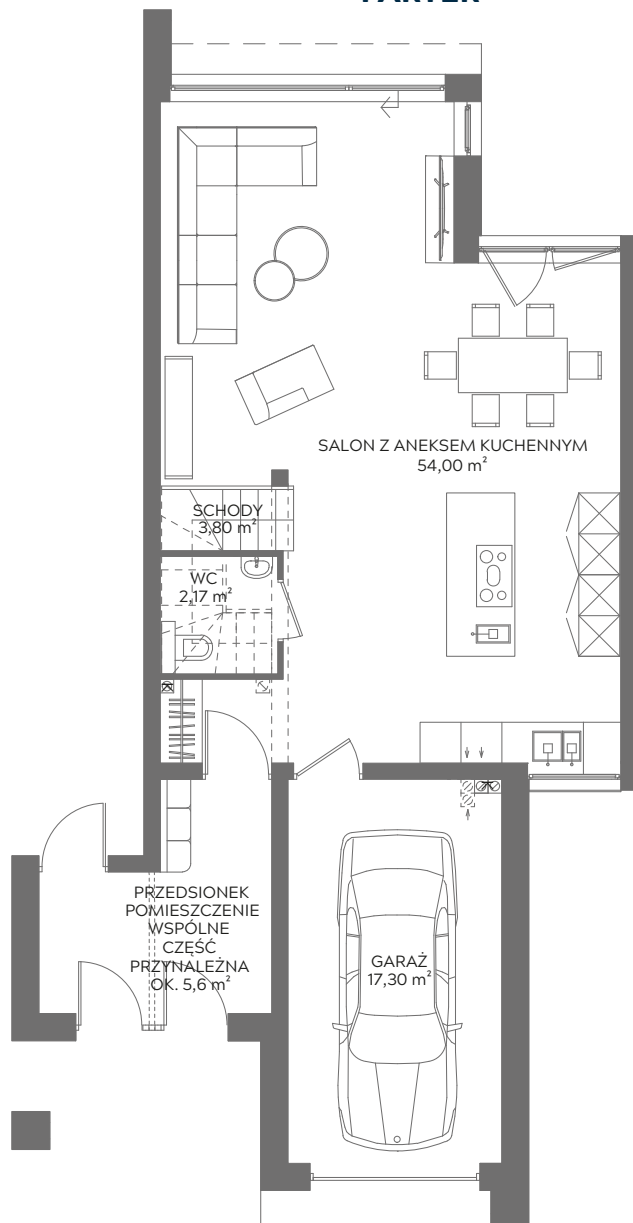 PARTER
SALON Z ANEKSEM KUCHENNYM
54,00 m²
SCHODY
3,80 m²
WC
2,17 m²
PRZEDSIONEK
POMIESZCZENIE
WSPÓLNE
CZĘŚĆ
PRZYNALEŻNA
OK. 5,6 m²
GARAŻ
17,30 m²